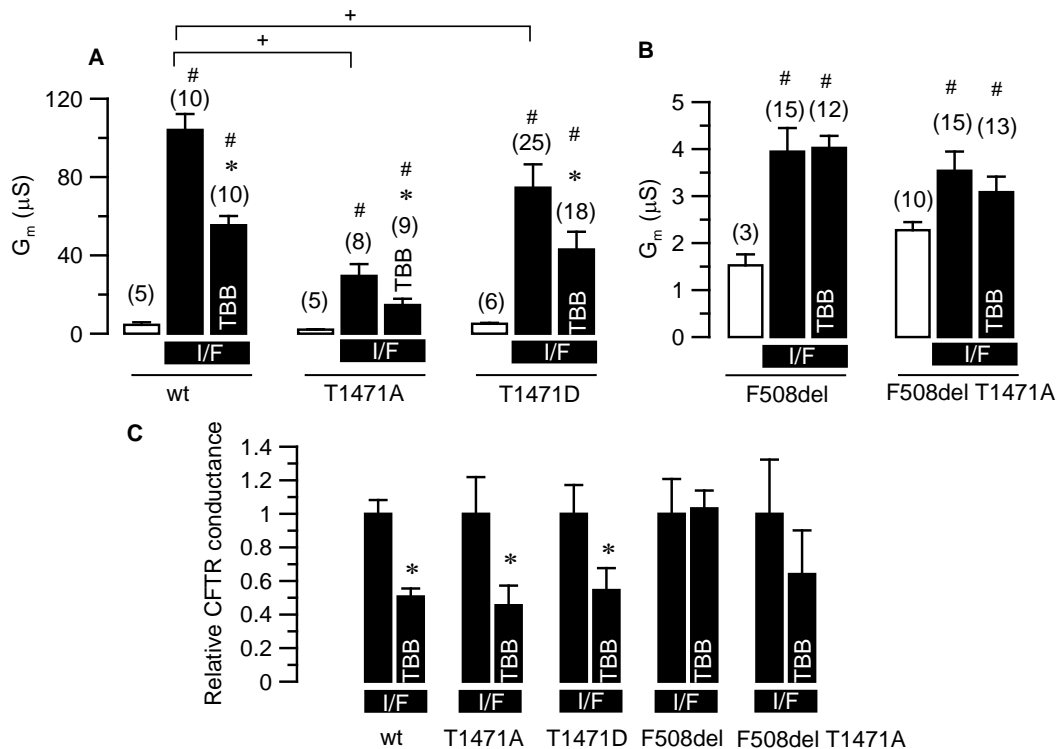 +
+
A
B
#
(10)
#
*
(10)
#
(8)
#
*
(9)
#
(25)
#
*
(18)
(5)
(5)
(6)
120
80
40
0
Gm (μS)
TBB
TBB
TBB
I/F
I/F
I/F
wt
T1471A
T1471D
#
(15)
#
(12)
#
(15)
#
(13)
(3)
(10)
5
4
3
2
1
0
Gm (μS)
TBB
TBB
I/F
I/F
F508del
F508del T1471A
C
Relative CFTR conductance
1.4
1.2
1
0.8
0.6
0.4
0.2
0
*
*
*
TBB
TBB
TBB
TBB
TBB
I/F
I/F
I/F
I/F
I/F
wt
T1471A
T1471D
F508del
F508del T1471A